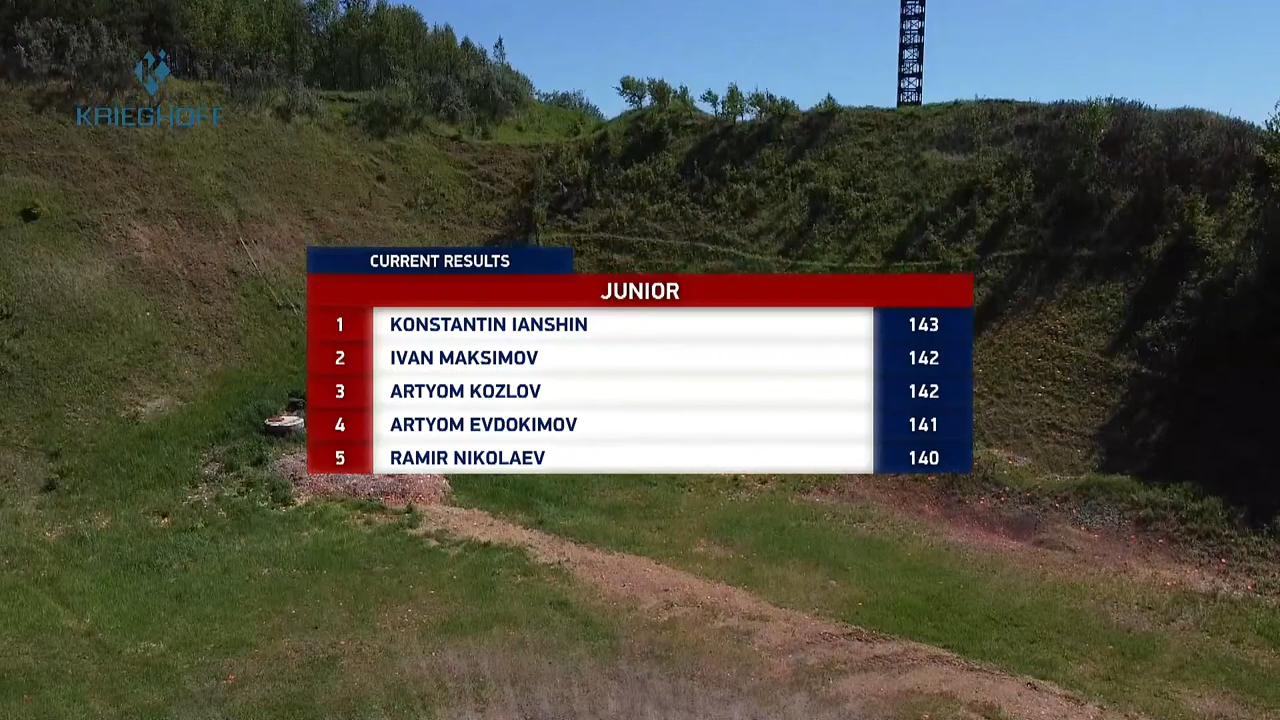 KRIEGHOFF
CURRENT RESULTS
JUNIOR
1 KONSTANTIN IANSHIN 143
2 IVAN MAKSIMOV 142
3 ARTYOM KOZLOV 142
4 ARTYOM EVDOKIMOV 141
5 RAMIR NIKOLAEV 140